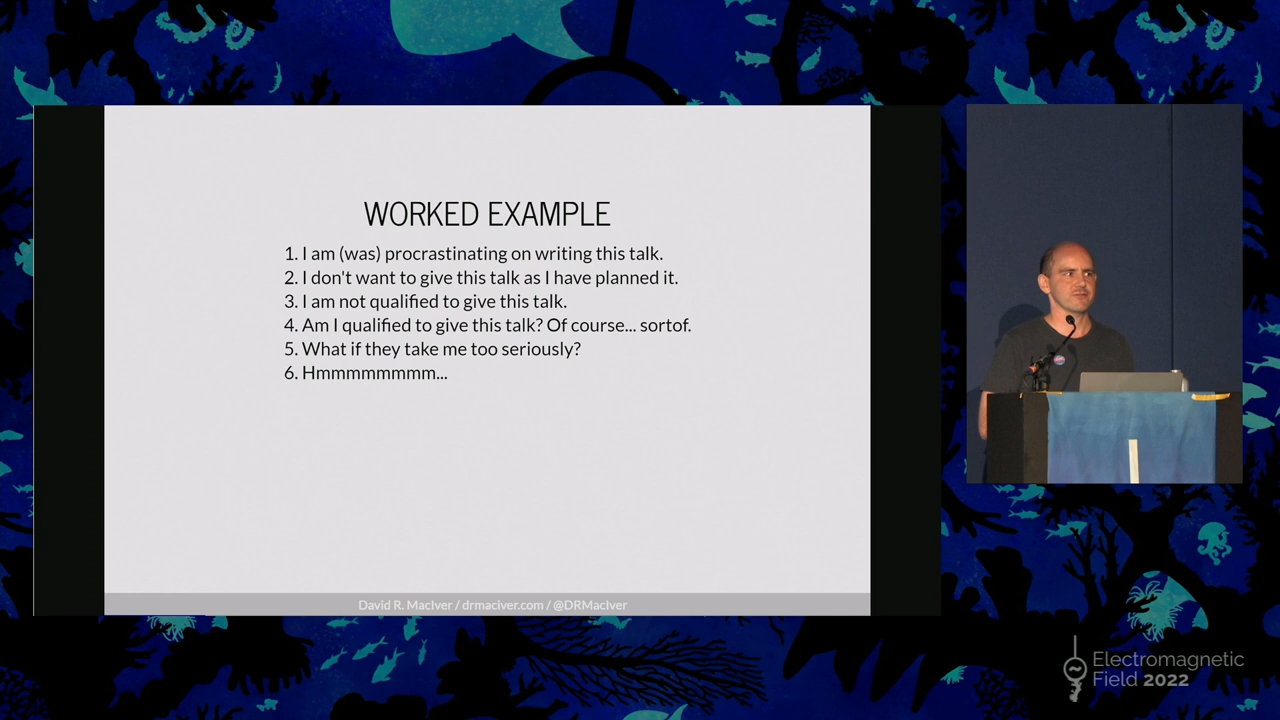 WORKED EXAMPLE
1. I am (was) procrastinating on writing this talk.
2. I don't want to give this talk as I have planned it.
3. I am not qualified to give this talk.
4. Am I qualified to give this talk? Of course... sortof.
5. What if they take me too seriously?
6. Hmmmmmmmm...
David R. MacIver / drmaciver.com / @DRMacIver
Electromagnetic
Field 2022